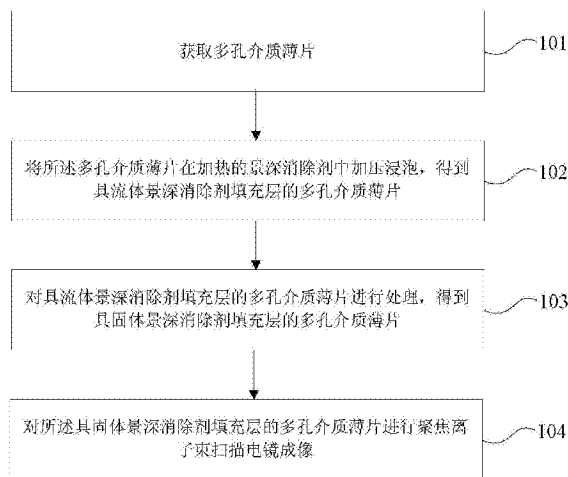 获取多孔介质薄片
101
将所述多孔介质薄片在加热的景深消除剂中加压浸泡，得到
具流体景深消除剂填充层的多孔介质薄片
102
对具流体景深消除剂填充层的多孔介质薄片进行处理，得到
具固体景深消除剂填充层的多孔介质薄片
103
对所述具固体景深消除剂填充层的多孔介质薄片进行聚焦离
子束扫描电镜成像
104